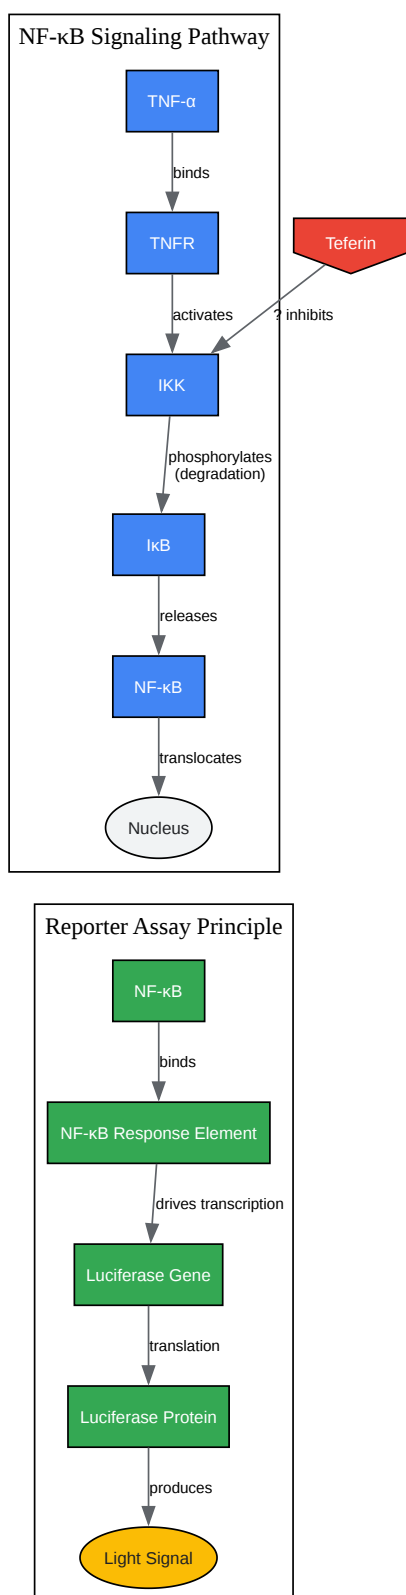 NF-κB Signaling Pathway
TNF-α
binds
TNFR
Teferin
activates
? inhibits
IKK
phosphorylates
(degradation)
IκB
releases
NF-κB
translocates
Nucleus
Reporter Assay Principle
NF-κB
binds
NF-κB Response Element
drives transcription
Luciferase Gene
translation
Luciferase Protein
produces
Light Signal